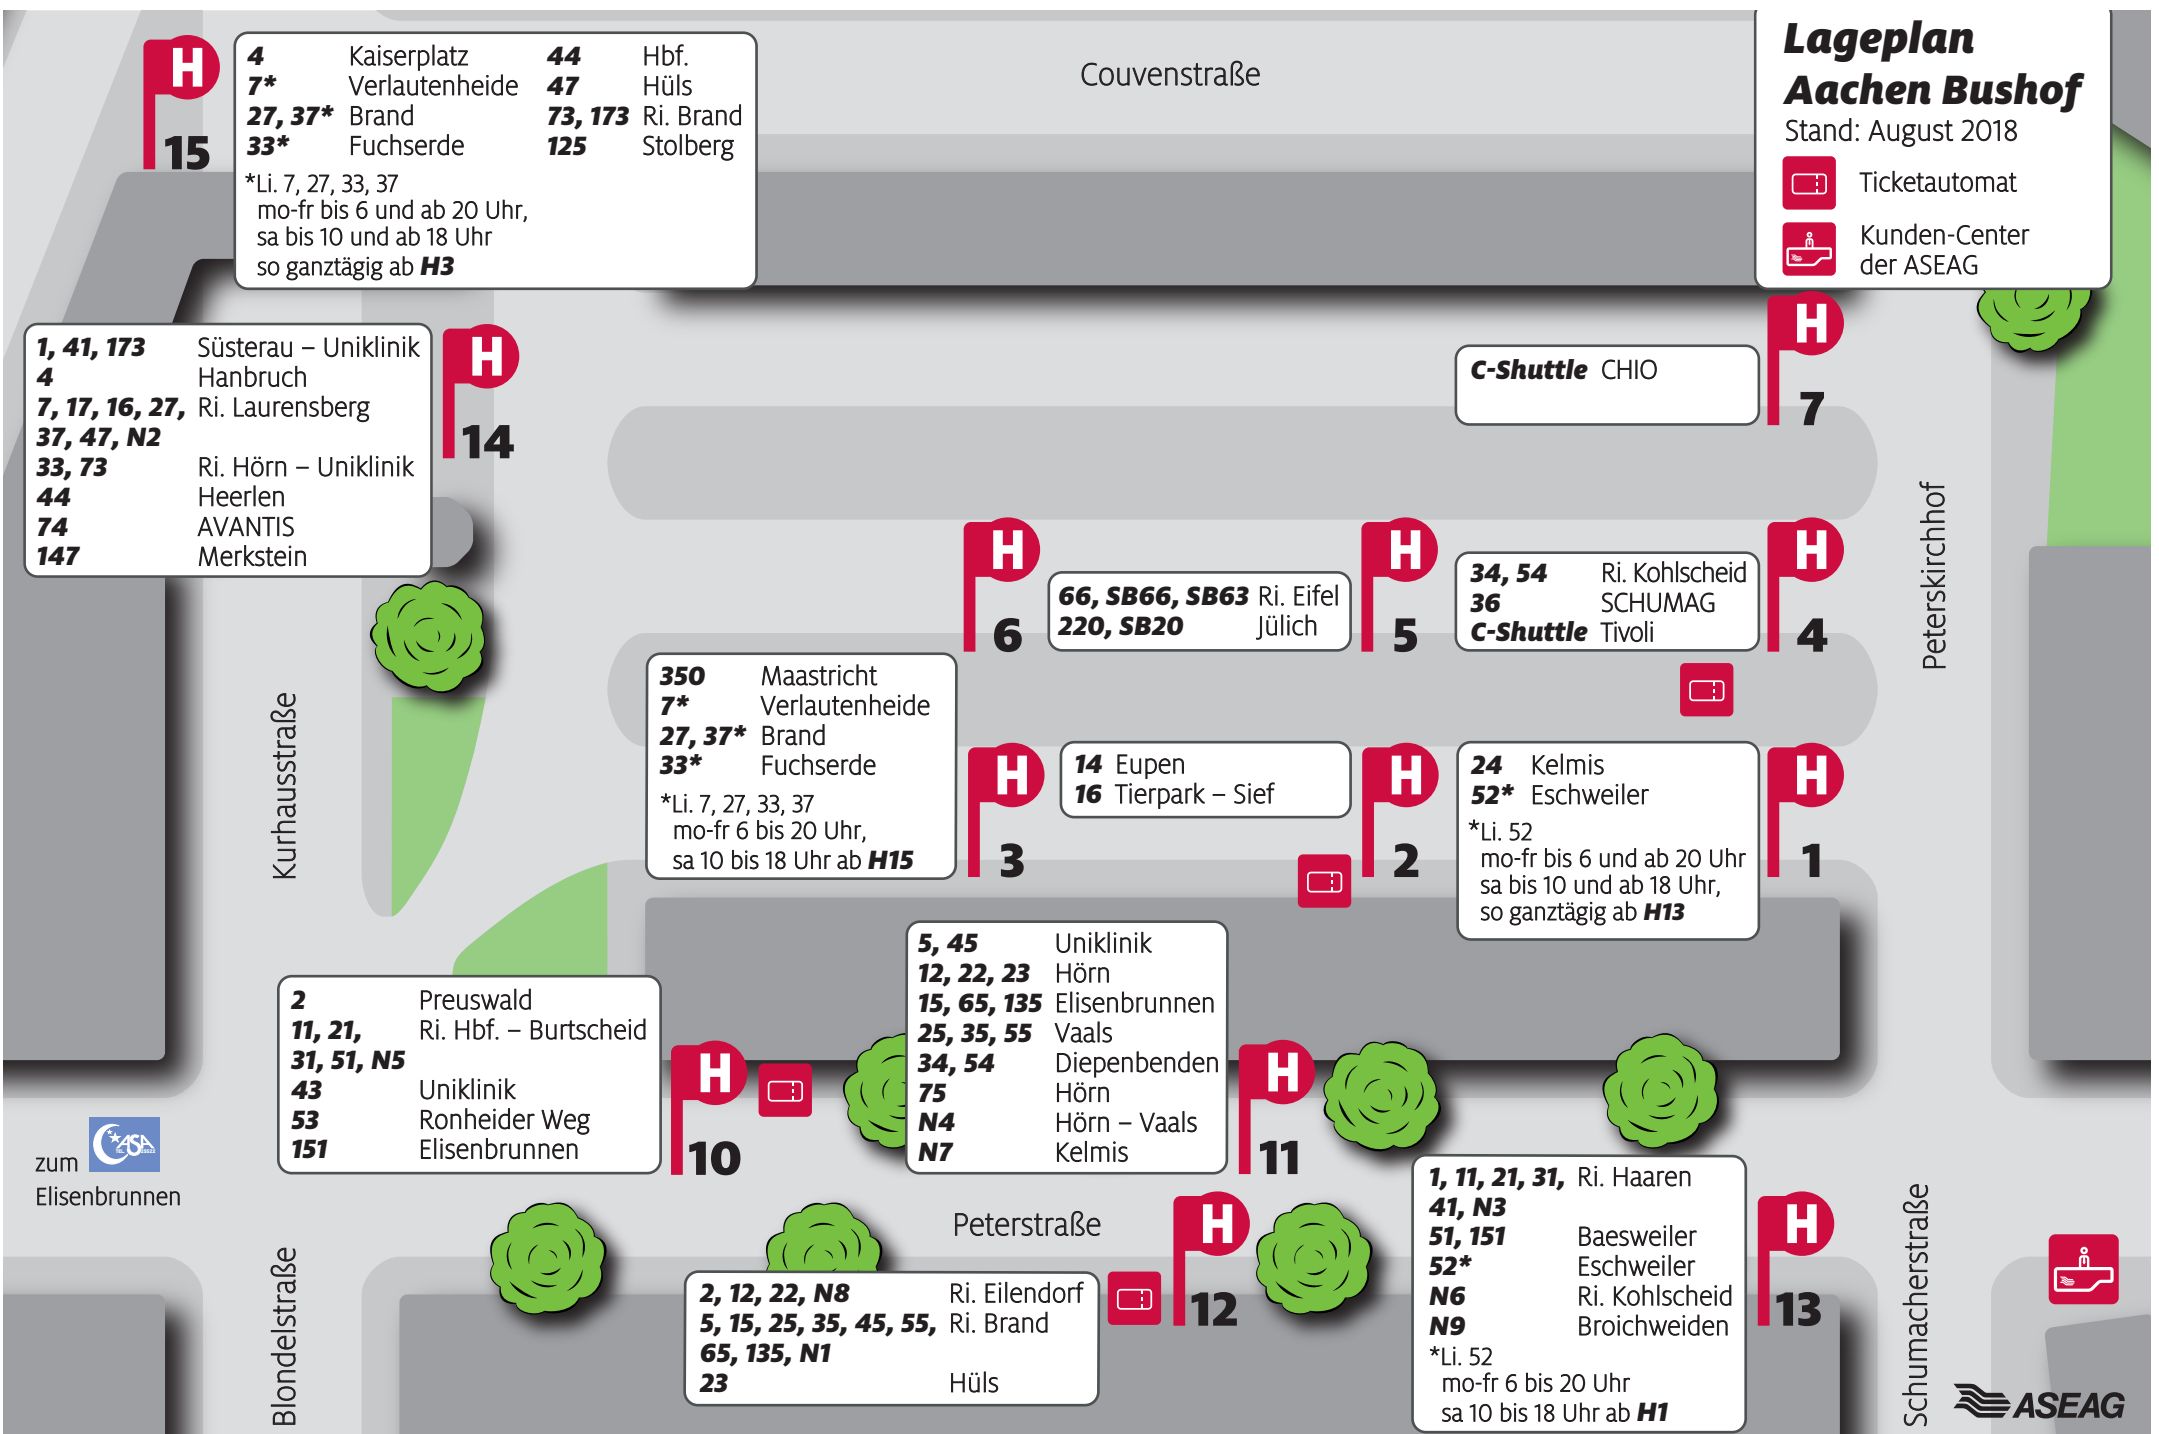 Lageplan
Aachen Bushof
Stand: August 2018
Ticketautomat
Kunden-Center
der ASEAG
Couvenstraße
H
15
4 Kaiserplatz 44 Hbf.
7* Verlautenheide 47 Hüls
27, 37* Brand 73, 173 Ri. Brand
33* Fuchserde 125 Stolberg
*Li. 7, 27, 33, 37
mo-fr bis 6 und ab 20 Uhr,
sa bis 10 und ab 18 Uhr
so ganztägig ab H3
H
14
1, 41, 173 Süsterau – Uniklinik
4 Hanbruch
7, 17, 16, 27, Ri. Laurensberg
37, 47, N2
33, 73 Ri. Hörn – Uniklinik
44 Heerlen
74 AVANTIS
147 Merkstein
C-Shuttle CHIO
H
7
H
6
66, SB66, SB63 Ri. Eifel
220, SB20 Jülich
H
5
34, 54 Ri. Kohlscheid
36 SCHUMAG
C-Shuttle Tivoli
H
4
Peterskirchhof
Kurhausstraße
350 Maastricht
7* Verlautenheide
27, 37* Brand
33* Fuchserde
*Li. 7, 27, 33, 37
mo-fr 6 bis 20 Uhr,
sa 10 bis 18 Uhr ab H15
H
3
14 Eupen
16 Tierpark – Sief
H
2
24 Kelmis
52* Eschweiler
*Li. 52
mo-fr bis 6 und ab 20 Uhr
sa bis 10 und ab 18 Uhr,
so ganztägig ab H13
H
1
2 Preuswald
11, 21, Ri. Hbf. – Burtscheid
31, 51, N5
43 Uniklinik
53 Ronheider Weg
151 Elisenbrunnen
H
10
5, 45 Uniklinik
12, 22, 23 Hörn
15, 65, 135 Elisenbrunnen
25, 35, 55 Vaals
34, 54 Diepenbenden
75 Hörn
N4 Hörn – Vaals
N7 Kelmis
H
11
zum ASA
Elisenbrunnen
Peterstraße
Blondelstraße
2, 12, 22, N8 Ri. Eilendorf
5, 15, 25, 35, 45, 55, Ri. Brand
65, 135, N1
23 Hüls
H
12
1, 11, 21, 31, Ri. Haaren
41, N3
51, 151 Baesweiler
52* Eschweiler
N6 Ri. Kohlscheid
N9 Broichweiden
*Li. 52
mo-fr 6 bis 20 Uhr
sa 10 bis 18 Uhr ab H1
H
13
Schumacherstraße
ASEAG